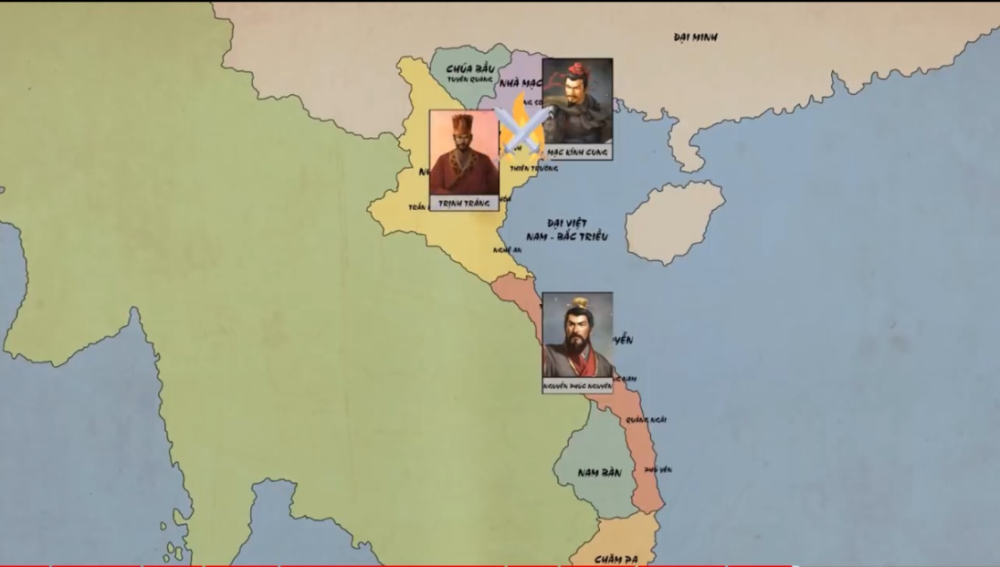 ĐẠI MINH
CHÚA BẦU
TUYÊN QUANG
NHÀ MẠC
MẠC KÍNH CUNG
THIÊN TRƯỜNG
TRỊNH TRÁNG
ĐẠI VIỆT
NAM - BẮC TRIỀU
NGHỆ AN
NGUYỄN PHÚC NGUYÊN
QUẢNG NGÃI
PHÚ YÊN
NAM BÀN
CHĂM PA